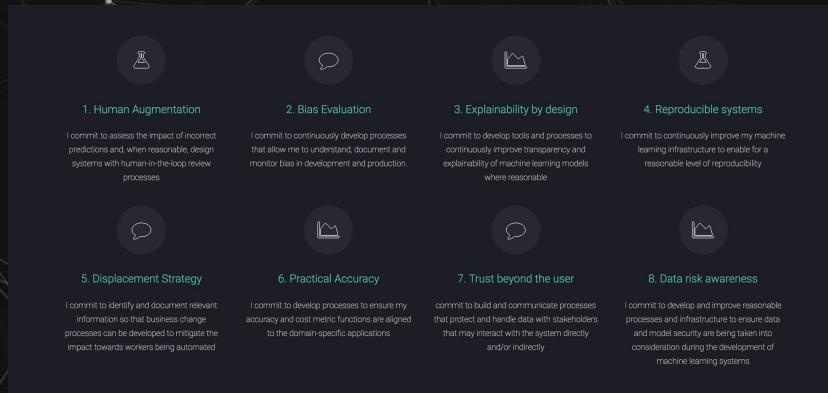 1. Human Augmentation
I commit to assess the impact of incorrect
predictions and, when reasonable, design
systems with human-in-the-loop review
processes
2. Bias Evaluation
I commit to continuously develop processes
that allow me to understand, document and
monitor bias in development and production.
3. Explainability by design
I commit to develop tools and processes to
continuously improve transparency and
explainability of machine learning models
where reasonable
4. Reproducible systems
I commit to continuously improve my machine
learning infrastructure to enable for a
reasonable level of reproducibility
5. Displacement Strategy
I commit to identify and document relevant
information so that business change
processes can be developed to mitigate the
impact towards workers being automated
6. Practical Accuracy
I commit to develop processes to ensure my
accuracy and cost metric functions are aligned
to the domain-specific applications
7. Trust beyond the user
commit to build and communicate processes
that protect and handle data with stakeholders
that may interact with the system directly
and/or indirectly
8. Data risk awareness
I commit to develop and improve reasonable
processes and infrastructure to ensure data
and model security are being taken into
consideration during the development of
machine learning systems